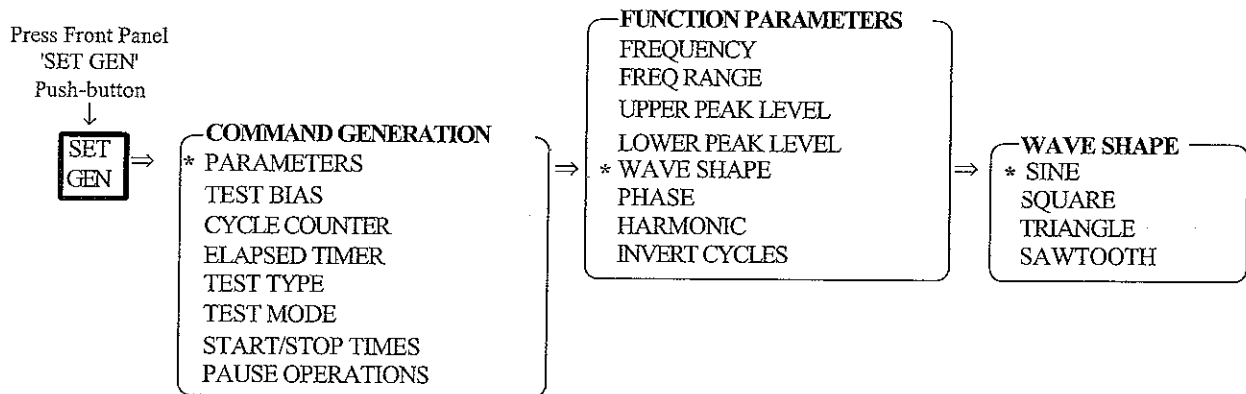 Press Front Panel
'SET GEN'
Push-button
↓
SET
GEN
⇒
COMMAND GENERATION
* PARAMETERS
TEST BIAS
CYCLE COUNTER
ELAPSED TIMER
TEST TYPE
TEST MODE
START/STOP TIMES
PAUSE OPERATIONS
⇒
FUNCTION PARAMETERS
FREQUENCY
FREQ RANGE
UPPER PEAK LEVEL
LOWER PEAK LEVEL
* WAVE SHAPE
PHASE
HARMONIC
INVERT CYCLES
⇒
WAVE SHAPE
* SINE
SQUARE
TRIANGLE
SAWTOOTH